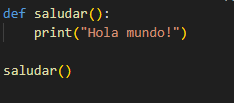 def saludar():
    print("Hola mundo!")

saludar()